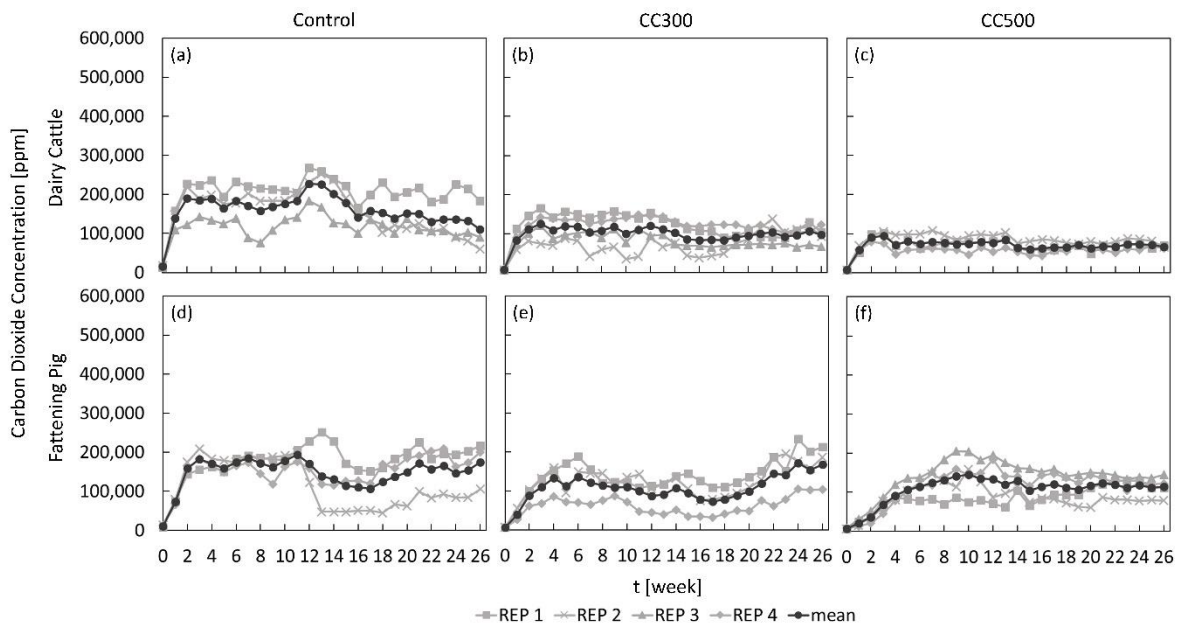 Control CC300 CC500
Carbon Dioxide Concentration [ppm]
Dairy Cattle
600,000
500,000
400,000
300,000
200,000
100,000
0
(a) (b) (c)
Fattening Pig
600,000
500,000
400,000
300,000
200,000
100,000
0
(d) (e) (f)
0 2 4 6 8 10 12 14 16 18 20 22 24 26 0 2 4 6 8 10 12 14 16 18 20 22 24 26 0 2 4 6 8 10 12 14 16 18 20 22 24 26
t [week]
REP 1 REP 2 REP 3 REP 4 mean